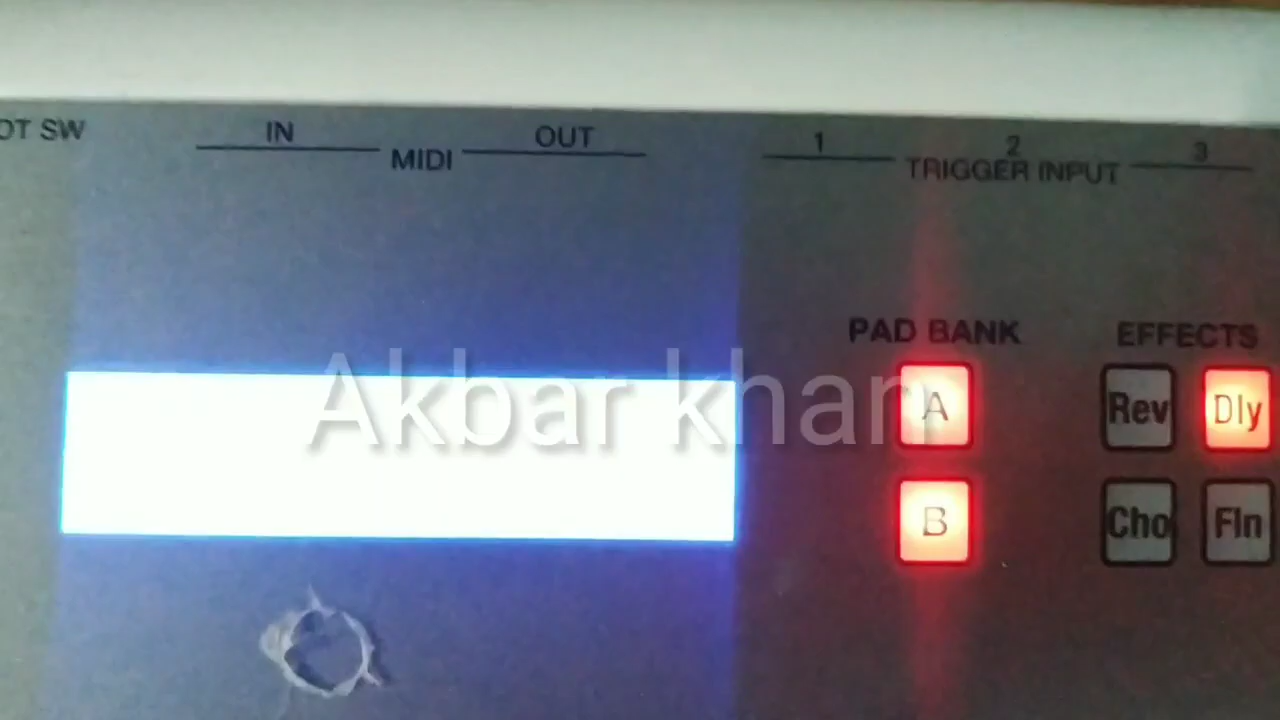 OT SW
IN
OUT
MIDI
1
2
3
TRIGGER INPUT
PAD BANK
EFFECTS
Akbar khan
A
Rev
Dly
B
Cho
Fln